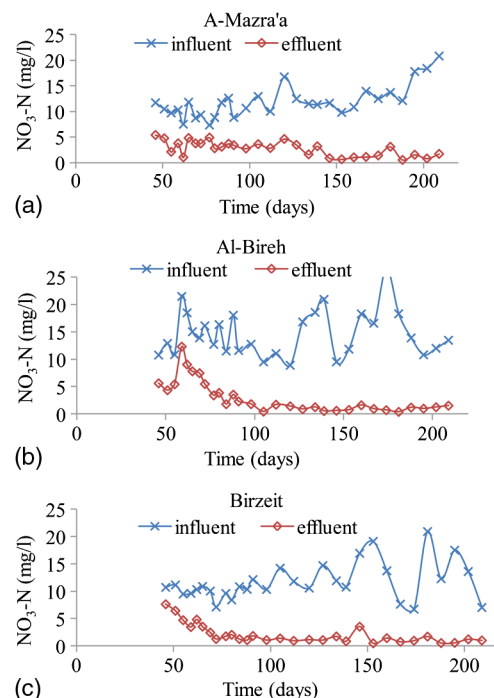 A-Mazra'a
influent
effluent
NO3-N (mg/l)
25
20
15
10
5
0
0
50
100
150
200
Time (days)
(a)
Al-Bireh
influent
effluent
NO3-N (mg/l)
25
20
15
10
5
0
0
50
100
150
200
Time (days)
(b)
Birzeit
influent
effluent
NO3-N (mg/l)
25
20
15
10
5
0
0
50
100
150
200
Time (days)
(c)